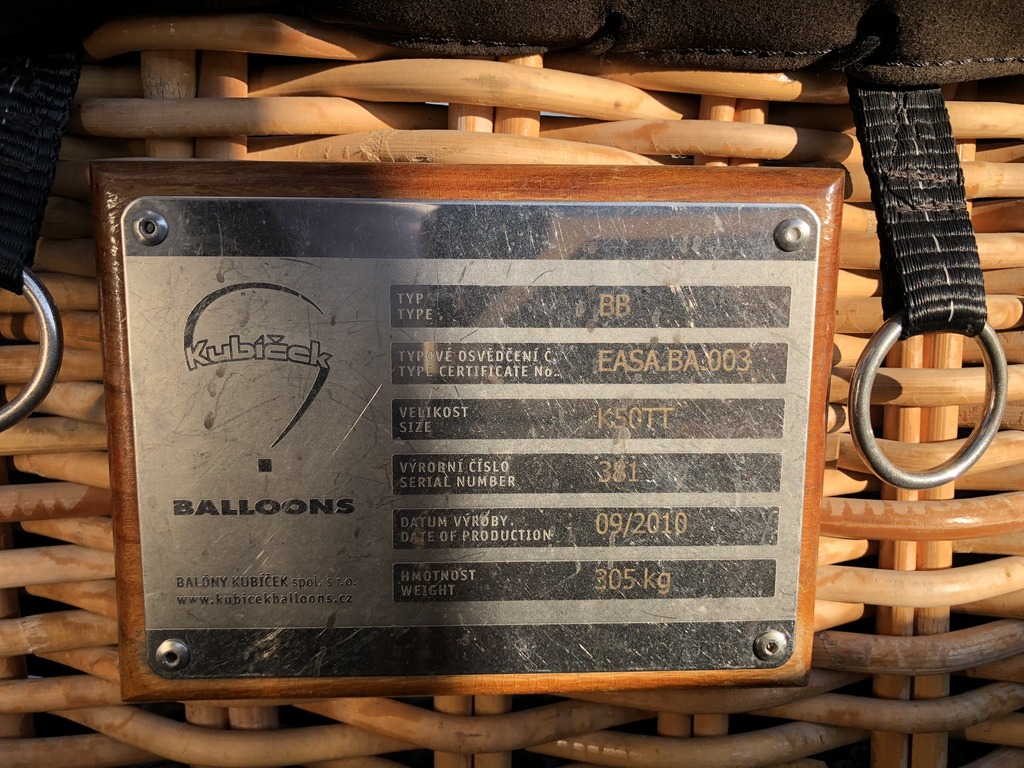 Kubíček
BALLOONS
BALÓNY KUBÍČEK spol. s r.o.
www.kubicekballoons.cz
TYP
TYPE
BB
TYPOVÉ OSVĚDČENÍ Č.
TYPE CERTIFICATE No.
EASA.BA.003
VELIKOST
SIZE
K50TT
VÝROBNÍ ČÍSLO
SERIAL NUMBER
381
DATUM VÝROBY
DATE OF PRODUCTION
09/2010
HMOTNOST
WEIGHT
305 kg